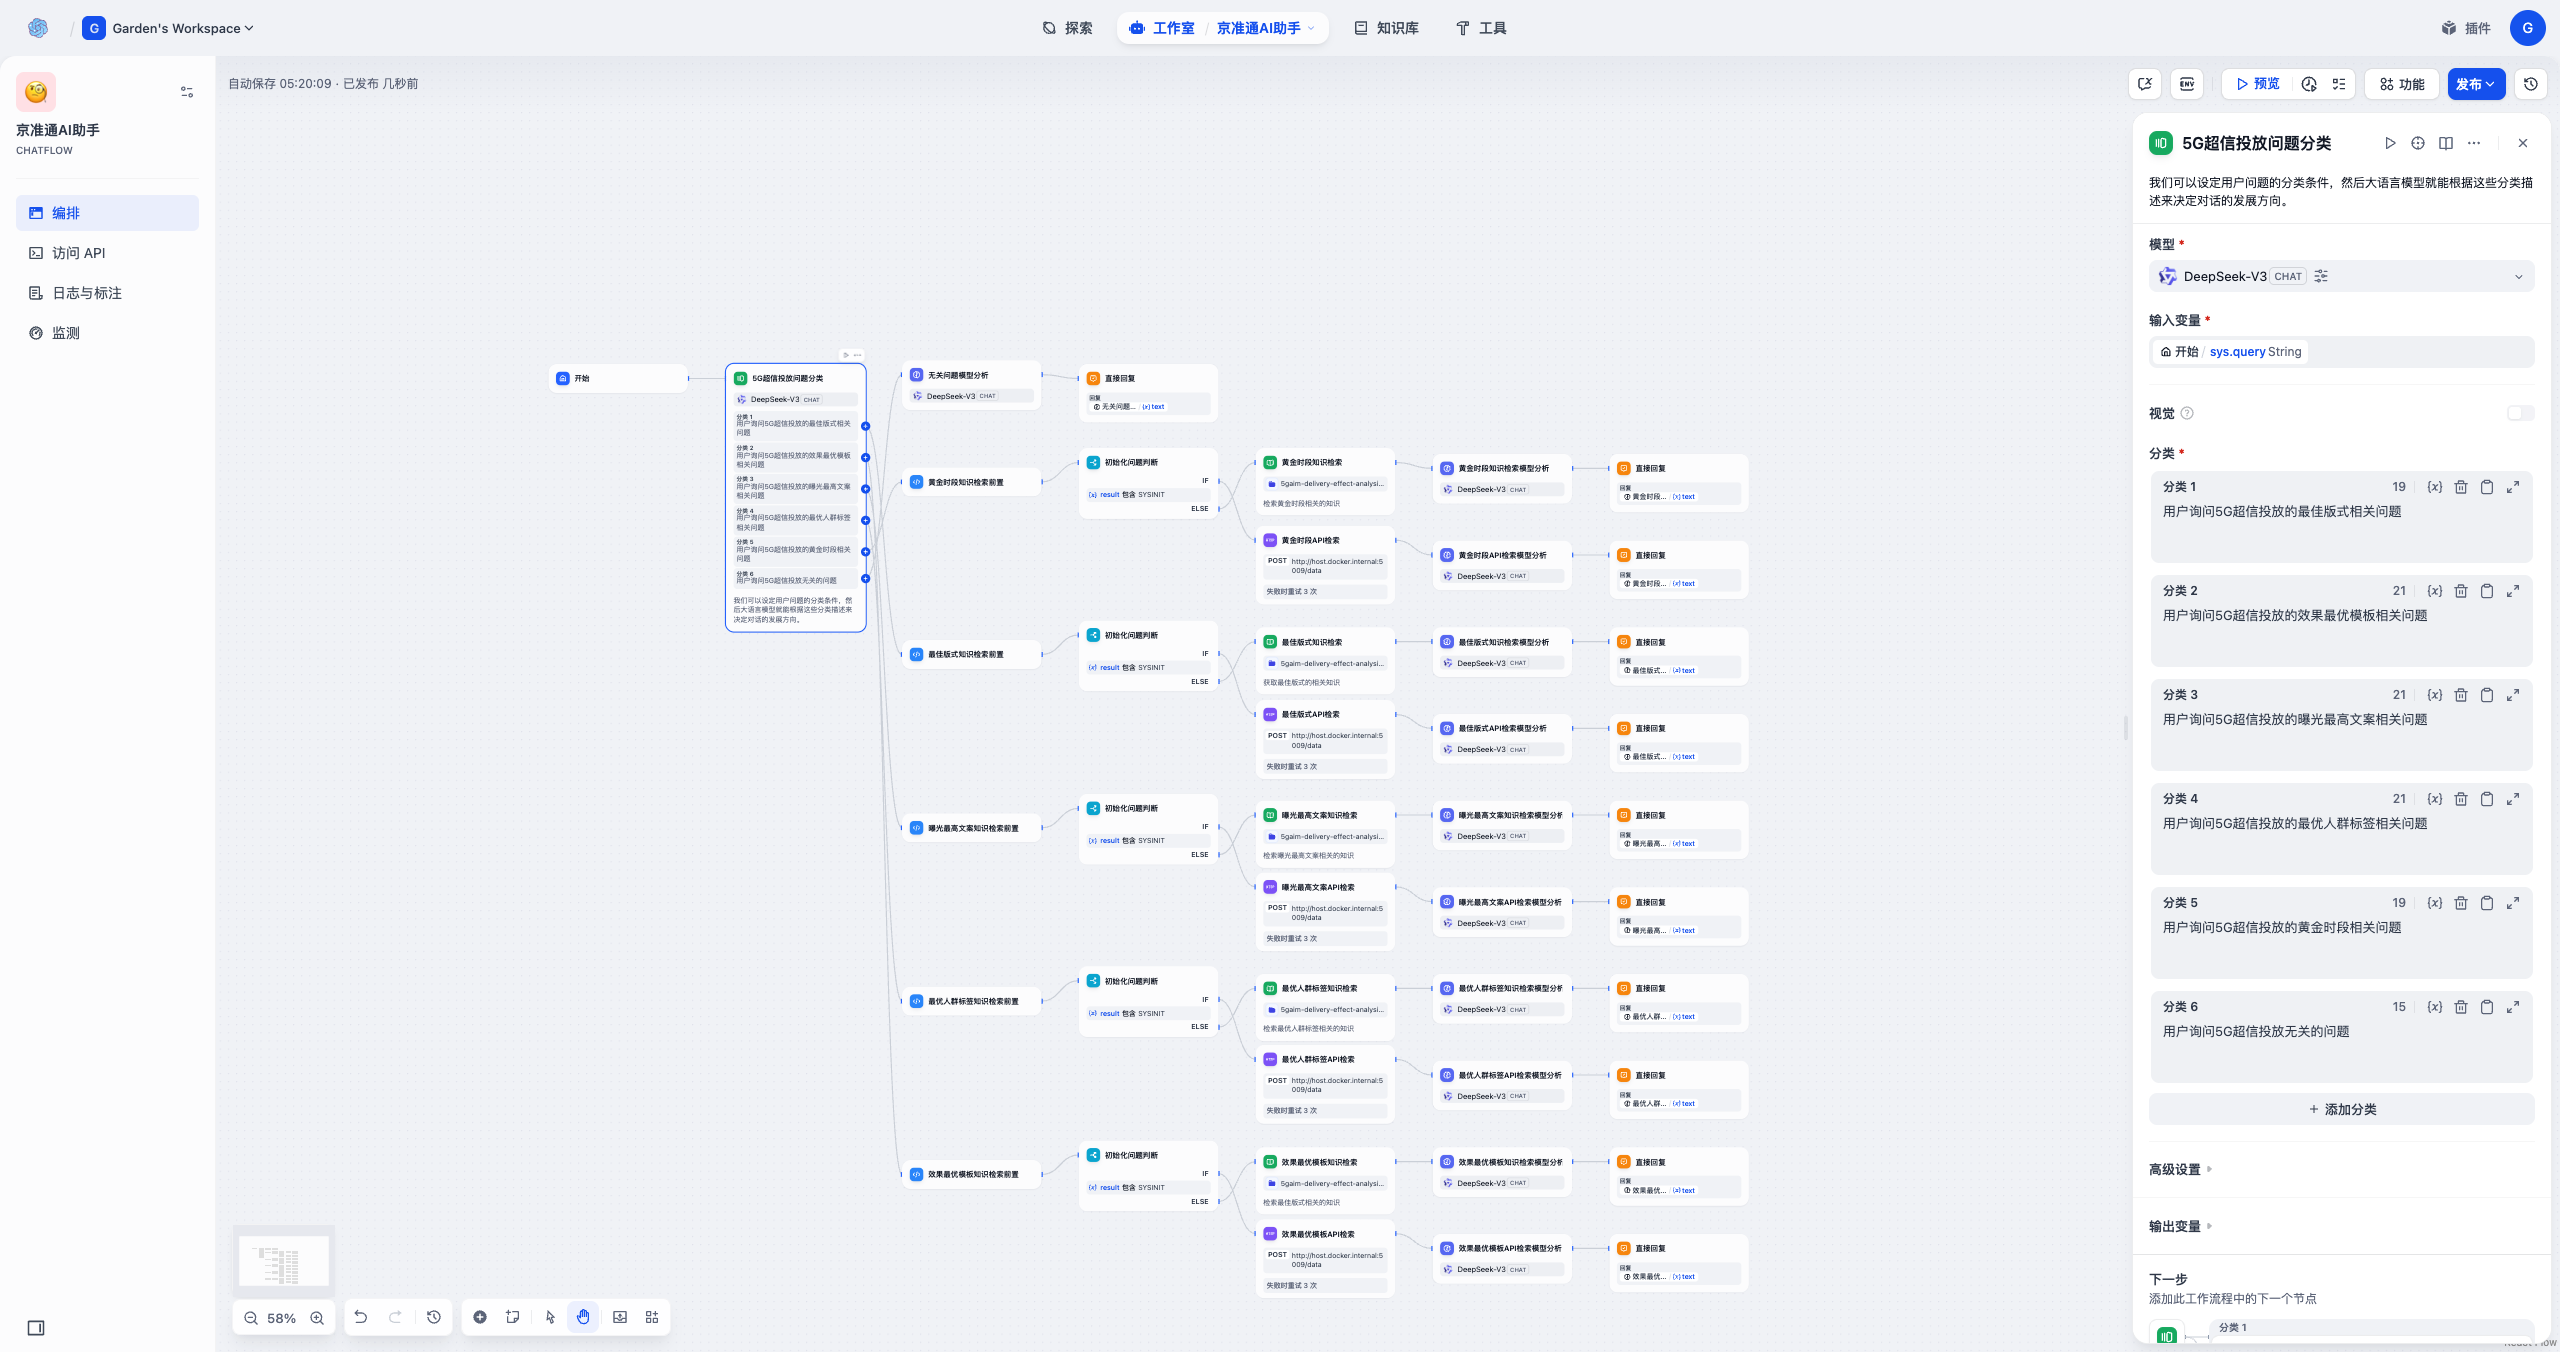 G Garden's Workspace
探索
工作室 / 京准通AI助手
知识库
工具
插件
G
京准通AI助手
CHATFLOW
编排
访问 API
日志与标注
监测
自动保存 05:20:09 · 已发布 几秒前
ENV
预览
功能
发布
开始
5G超信投放问题分类
DeepSeek-V3 CHAT
分类 1
用户询问5G超信投放的最佳版式相关
问题
分类 2
用户询问5G超信投放的效果最优模板
相关问题
分类 3
用户询问5G超信投放的曝光最高文案
相关问题
分类 4
用户询问5G超信投放的最优人群标签
相关问题
分类 5
用户询问5G超信投放的黄金时段相关
问题
分类 6
用户询问5G超信投放无关的问题
我们可以设定用户问题的分类条件，然
后大语言模型就能根据这些分类描述来
决定对话的发展方向。
无关问题模型分析
DeepSeek-V3 CHAT
直接回复
回复
无关问题... / {x} text
黄金时段知识检索前置
初始化问题判断
IF
{x} result 包含 SYSINIT
ELSE
黄金时段知识检索
5gaim-delivery-effect-analysi...
检索黄金时段相关的知识
黄金时段知识检索模型分析
DeepSeek-V3 CHAT
直接回复
回复
黄金时段... / {x} text
黄金时段API检索
POST http://host.docker.internal:5
009/data
失败时重试 3 次
黄金时段API检索模型分析
DeepSeek-V3 CHAT
直接回复
回复
黄金时段... / {x} text
最佳版式知识检索前置
初始化问题判断
IF
{x} result 包含 SYSINIT
ELSE
最佳版式知识检索
5gaim-delivery-effect-analysi...
获取最佳版式的相关知识
最佳版式知识检索模型分析
DeepSeek-V3 CHAT
直接回复
回复
最佳版式... / {x} text
最佳版式API检索
POST http://host.docker.internal:5
009/data
失败时重试 3 次
最佳版式API检索模型分析
DeepSeek-V3 CHAT
直接回复
回复
最佳版式... / {x} text
曝光最高文案知识检索前置
初始化问题判断
IF
{x} result 包含 SYSINIT
ELSE
曝光最高文案知识检索
5gaim-delivery-effect-analysi...
检索曝光最高文案相关的知识
曝光最高文案知识检索模型分析
DeepSeek-V3 CHAT
直接回复
回复
曝光最高... / {x} text
曝光最高文案API检索
POST http://host.docker.internal:5
009/data
失败时重试 3 次
曝光最高文案API检索模型分析
DeepSeek-V3 CHAT
直接回复
回复
曝光最高... / {x} text
最优人群标签知识检索前置
初始化问题判断
IF
{x} result 包含 SYSINIT
ELSE
最优人群标签知识检索
5gaim-delivery-effect-analysi...
检索最优人群标签相关的知识
最优人群标签知识检索模型分析
DeepSeek-V3 CHAT
直接回复
回复
最优人群... / {x} text
最优人群标签API检索
POST http://host.docker.internal:5
009/data
失败时重试 3 次
最优人群标签API检索模型分析
DeepSeek-V3 CHAT
直接回复
回复
最优人群... / {x} text
效果最优模板知识检索前置
初始化问题判断
IF
{x} result 包含 SYSINIT
ELSE
效果最优模板知识检索
5gaim-delivery-effect-analysi...
检索最佳版式相关的知识
效果最优模板知识检索模型分析
DeepSeek-V3 CHAT
直接回复
回复
效果最优... / {x} text
效果最优模板API检索
POST http://host.docker.internal:5
009/data
失败时重试 3 次
效果最优模板API检索模型分析
DeepSeek-V3 CHAT
直接回复
回复
效果最优... / {x} text
58%
5G超信投放问题分类
我们可以设定用户问题的分类条件，然后大语言模型就能根据这些分类描
述来决定对话的发展方向。
模型 *
DeepSeek-V3 CHAT
输入变量 *
开始 / sys.query String
视觉
分类 *
分类 1 19 {x}
用户询问5G超信投放的最佳版式相关问题
分类 2 21 {x}
用户询问5G超信投放的效果最优模板相关问题
分类 3 21 {x}
用户询问5G超信投放的曝光最高文案相关问题
分类 4 21 {x}
用户询问5G超信投放的最优人群标签相关问题
分类 5 19 {x}
用户询问5G超信投放的黄金时段相关问题
分类 6 15 {x}
用户询问5G超信投放无关的问题
+ 添加分类
高级设置
输出变量
下一步
添加此工作流程中的下一个节点
分类 1